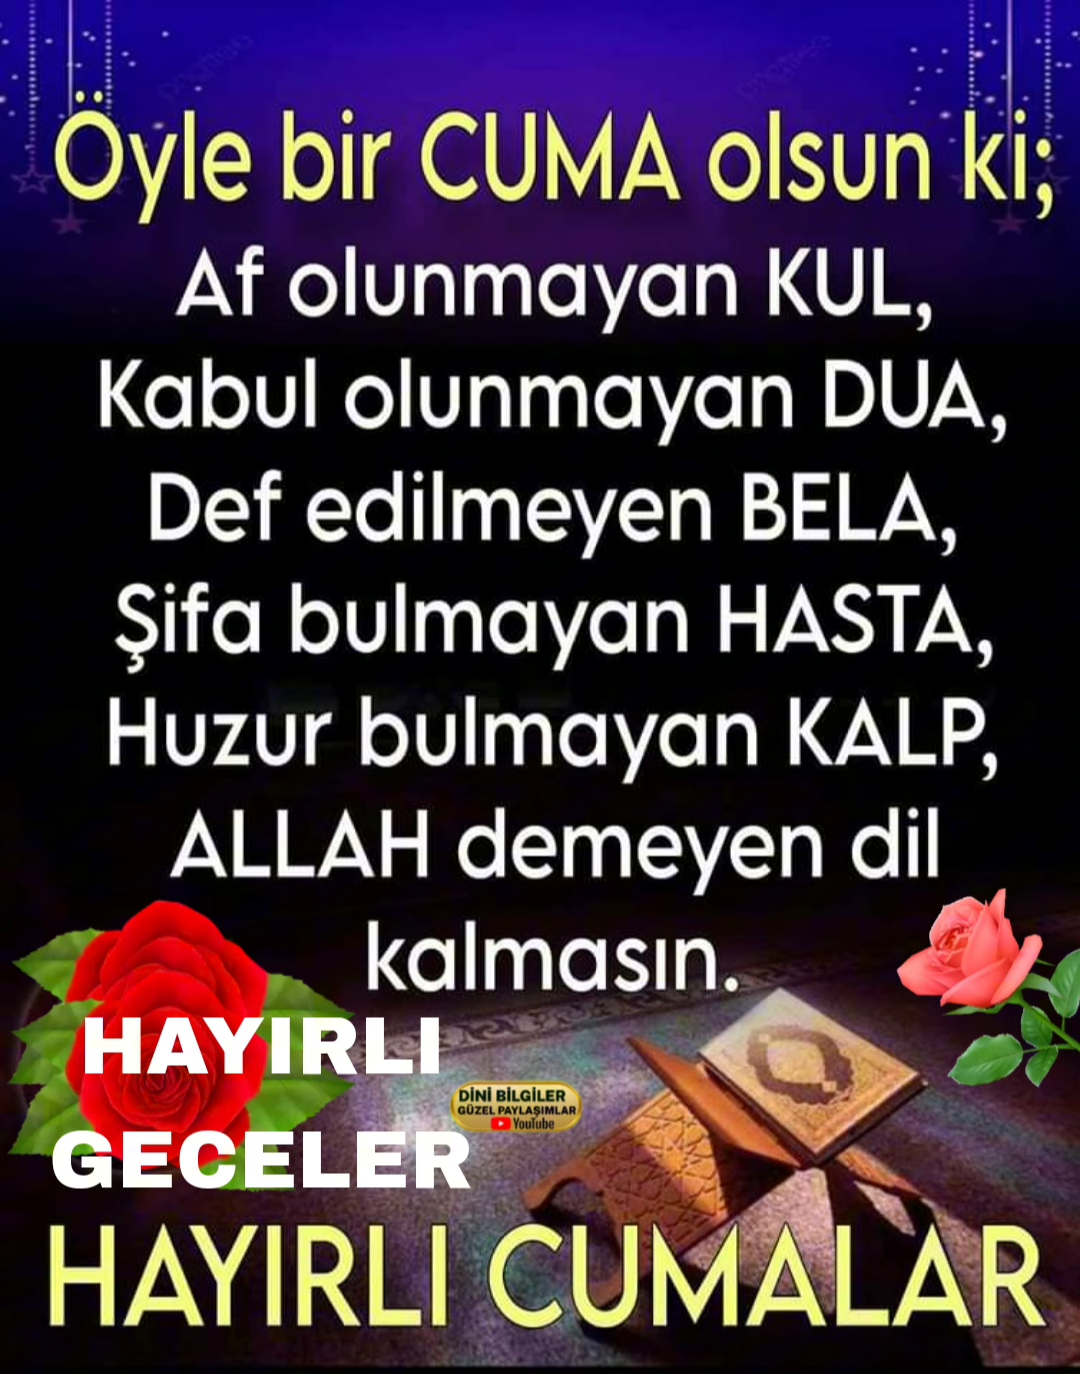 Öyle bir CUMA olsun ki;
Af olunmayan KUL,
Kabul olunmayan DUA,
Def edilmeyen BELA,
Şifa bulmayan HASTA,
Huzur bulmayan KALP,
ALLAH demeyen dil
kalmasın.
HAYIRLI
GECELER
DİNİ BİLGİLER
GÜZEL PAYLAŞIMLAR
YouTube
HAYIRLI CUMALAR